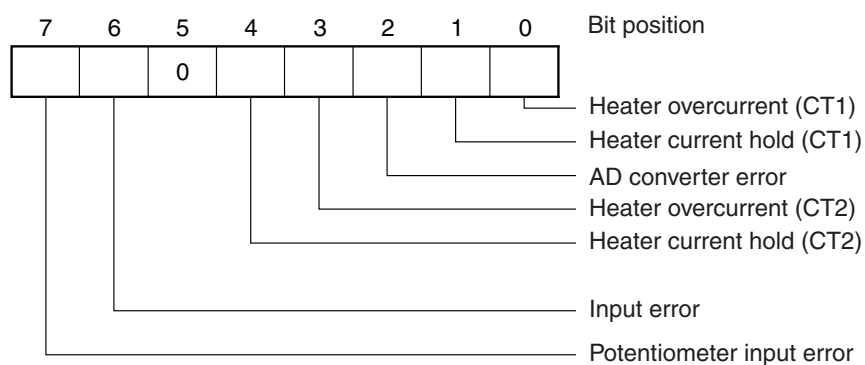 7 6 5 4 3 2 1 0 Bit position
0
Heater overcurrent (CT1)
Heater current hold (CT1)
AD converter error
Heater overcurrent (CT2)
Heater current hold (CT2)
Input error
Potentiometer input error